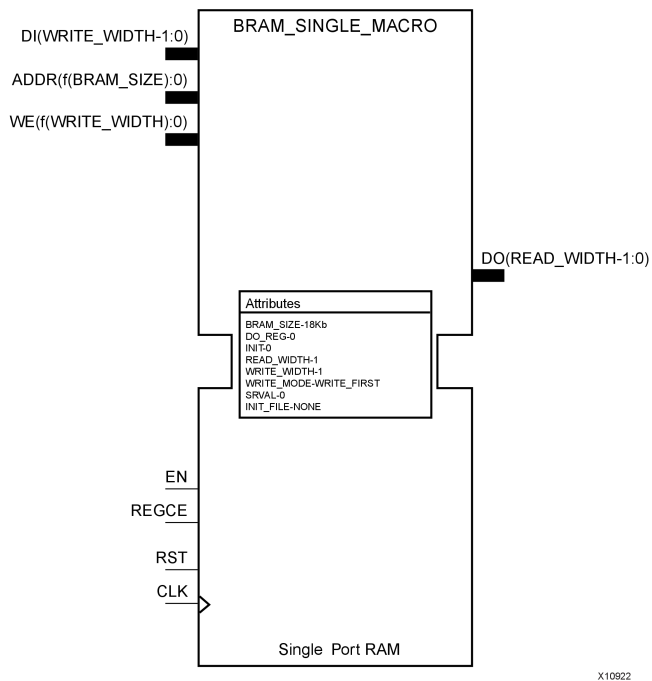 BRAM_SINGLE_MACRO
DI(WRITE_WIDTH-1:0)
ADDR(f(BRAM_SIZE):0)
WE(f(WRITE_WIDTH):0)
DO(READ_WIDTH-1:0)
Attributes
BRAM_SIZE-18Kb
DO_REG-0
INIT-0
READ_WIDTH-1
WRITE_WIDTH-1
WRITE_MODE-WRITE_FIRST
SRVAL-0
INIT_FILE-NONE
EN
REGCE
RST
CLK
Single Port RAM
X10922